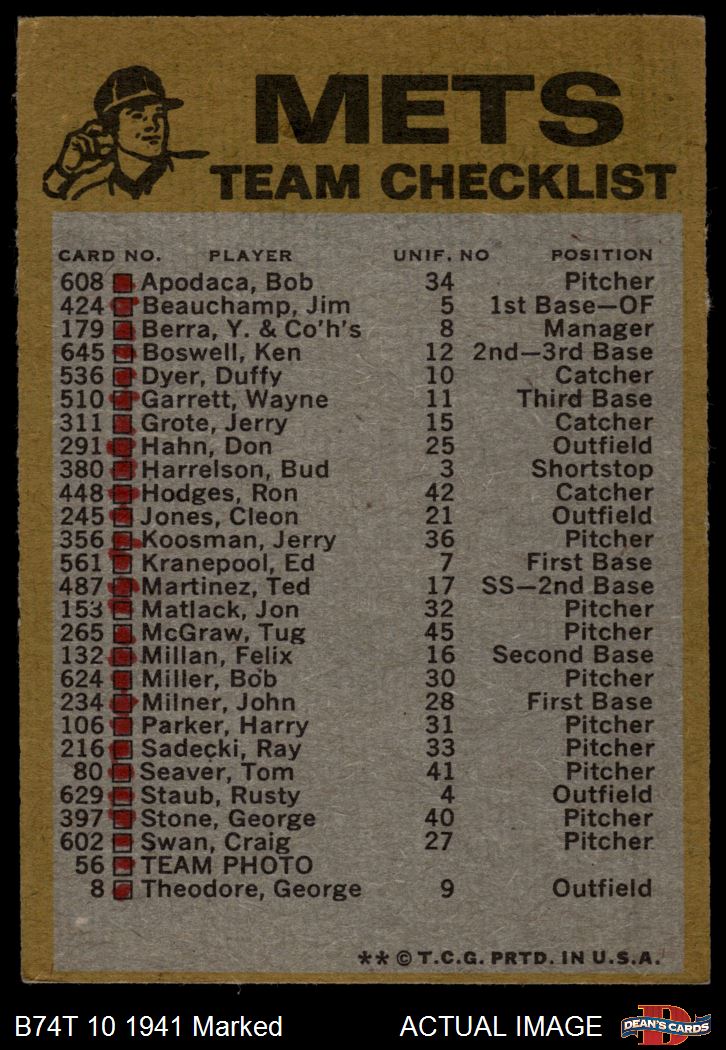 METS
TEAM CHECKLIST
CARD NO. PLAYER UNIF. NO POSITION
608 Apodaca, Bob 34 Pitcher
424 Beauchamp, Jim 5 1st Base—OF
179 Berra, Y. & Co'h's 8 Manager
645 Boswell, Ken 12 2nd—3rd Base
536 Dyer, Duffy 10 Catcher
510 Garrett, Wayne 11 Third Base
311 Grote, Jerry 15 Catcher
291 Hahn, Don 25 Outfield
380 Harrelson, Bud 3 Shortstop
448 Hodges, Ron 42 Catcher
245 Jones, Cleon 21 Outfield
356 Koosman, Jerry 36 Pitcher
561 Kranepool, Ed 7 First Base
487 Martinez, Ted 17 SS—2nd Base
153 Matlack, Jon 32 Pitcher
265 McGraw, Tug 45 Pitcher
132 Millan, Felix 16 Second Base
624 Miller, Bob 30 Pitcher
234 Milner, John 28 First Base
106 Parker, Harry 31 Pitcher
216 Sadecki, Ray 33 Pitcher
80 Seaver, Tom 41 Pitcher
629 Staub, Rusty 4 Outfield
397 Stone, George 40 Pitcher
602 Swan, Craig 27 Pitcher
56 TEAM PHOTO
8 Theodore, George 9 Outfield
** © T.C.G. PRTD. IN U.S.A.
B74T 10 1941 Marked ACTUAL IMAGE D DEAN'S CARDS